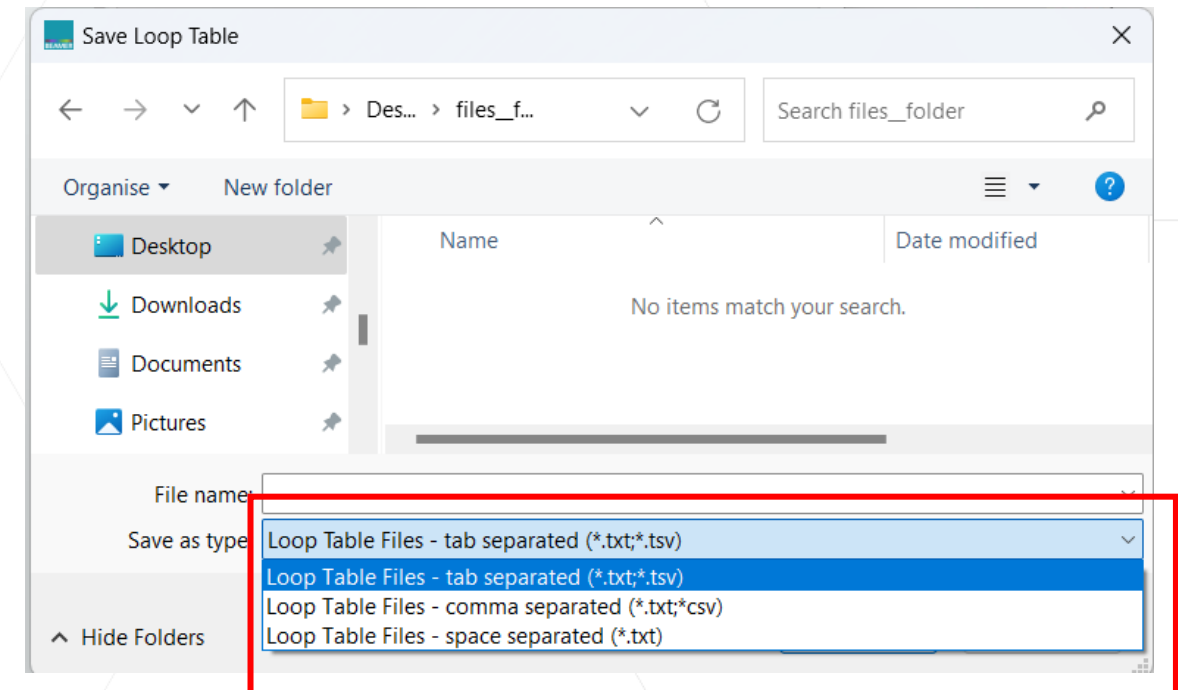 BEAMER
Save Loop Table
Des... > files__f...
Search files__folder
Organise
New folder
?
Desktop
Name
Date modified
Downloads
No items match your search.
Documents
Pictures
File name:
Save as type
Loop Table Files - tab separated (*.txt;*.tsv)
Loop Table Files - tab separated (*.txt;*.tsv)
Loop Table Files - comma separated (*.txt;*csv)
Loop Table Files - space separated (*.txt)
Hide Folders